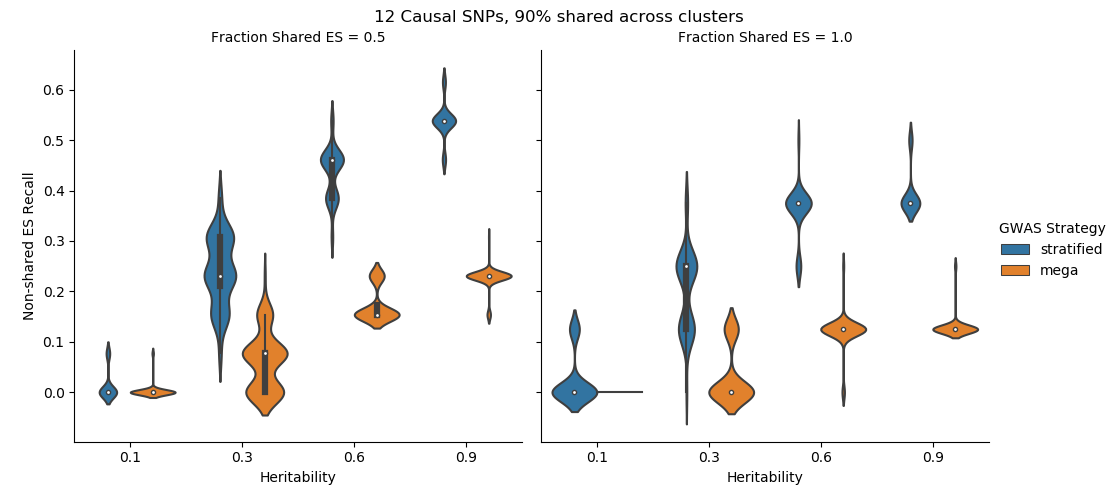 12 Causal SNPs, 90% shared across clusters
Fraction Shared ES = 0.5
Fraction Shared ES = 1.0
Non-shared ES Recall
0.6
0.5
0.4
0.3
0.2
0.1
0.0
0.1 0.3 0.6 0.9
Heritability
0.1 0.3 0.6 0.9
Heritability
GWAS Strategy
stratified
mega